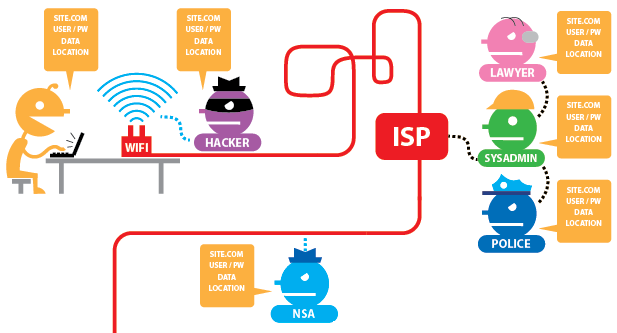 SITE.COM
USER / PW
DATA
LOCATION
SITE.COM
USER / PW
DATA
LOCATION
SITE.COM
USER / PW
DATA
LOCATION
LAWYER
WIFI
HACKER
ISP
SITE.COM
USER / PW
DATA
LOCATION
SYSADMIN
SITE.COM
USER / PW
DATA
LOCATION
POLICE
SITE.COM
USER / PW
DATA
LOCATION
NSA